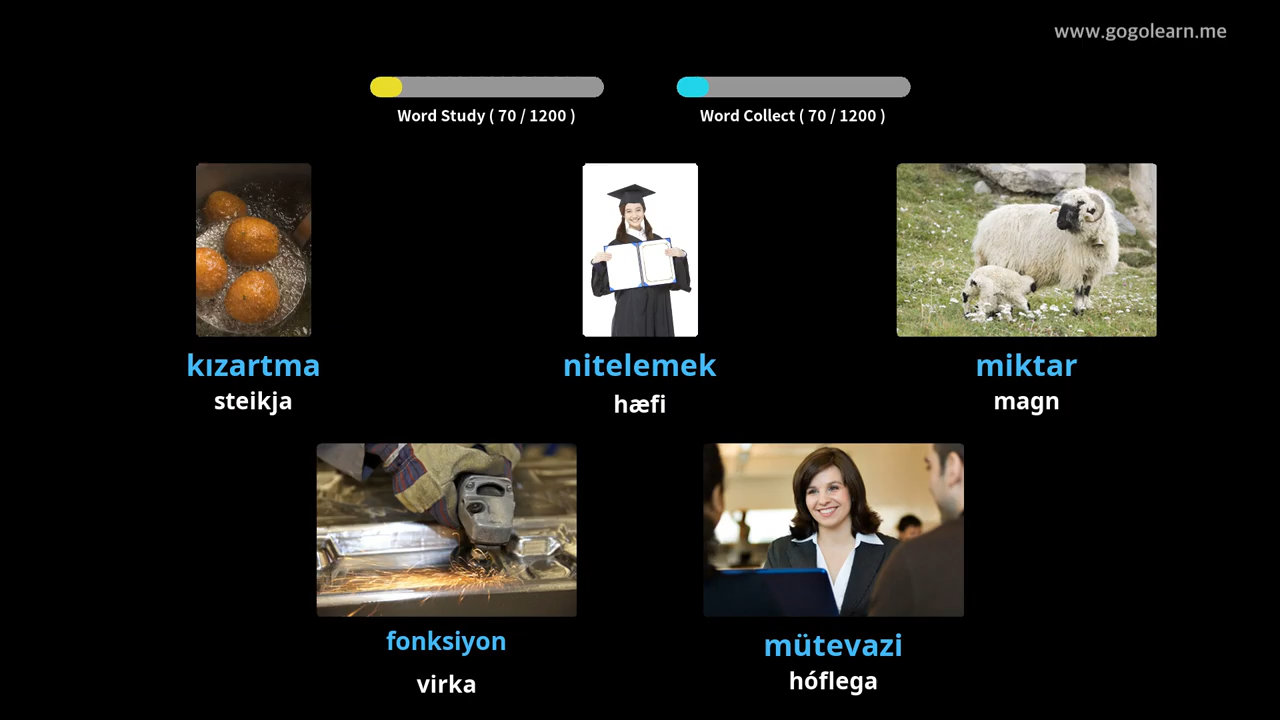 www.gogolearn.me
Word Study ( 70 / 1200 )
Word Collect ( 70 / 1200 )
kızartma
steikja
nitelemek
hæfi
miktar
magn
fonksiyon
virka
mütevazi
hóflega